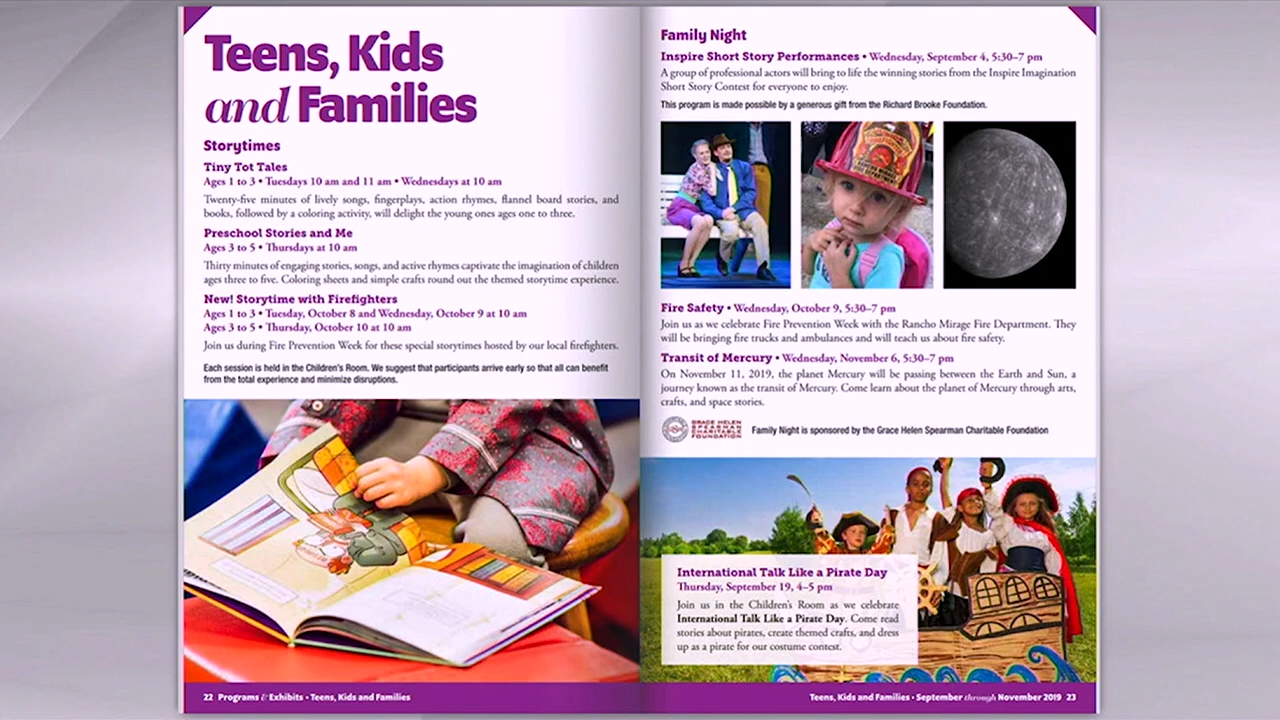 Teens, Kids
and Families
Storytimes
Tiny Tot Tales
Ages 1 to 3 • Tuesdays 10 am and 11 am • Wednesdays at 10 am
Twenty-five minutes of lively songs, fingerplays, action rhymes, flannel board stories, and
books, followed by a coloring activity, will delight the young ones ages one to three.
Preschool Stories and Me
Ages 3 to 5 • Thursdays at 10 am
Thirty minutes of engaging stories, songs, and active rhymes captivate the imagination of children
ages three to five. Coloring sheets and simple crafts round out the themed storytime experience.
New! Storytime with Firefighters
Ages 1 to 3 • Tuesday, October 8 and Wednesday, October 9 at 10 am
Ages 3 to 5 • Thursday, October 10 at 10 am
Join us during Fire Prevention Week for these special storytimes hosted by our local firefighters.
Each session is held in the Children's Room. We suggest that participants arrive early so that all can benefit
from the total experience and minimize disruptions.
22 Programs & Exhibits • Teens, Kids and Families
Family Night
Inspire Short Story Performances • Wednesday, September 4, 5:30–7 pm
A group of professional actors will bring to life the winning stories from the Inspire Imagination
Short Story Contest for everyone to enjoy.
This program is made possible by a generous gift from the Richard Brooke Foundation.
Fire Safety • Wednesday, October 9, 5:30–7 pm
Join us as we celebrate Fire Prevention Week with the Rancho Mirage Fire Department. They
will be bringing fire trucks and ambulances and will teach us about fire safety.
Transit of Mercury • Wednesday, November 6, 5:30–7 pm
On November 11, 2019, the planet Mercury will be passing between the Earth and Sun, a
journey known as the transit of Mercury. Come learn about the planet of Mercury through arts,
crafts, and space stories.
GRACE HELEN
SPEARMAN
CHARITABLE
FOUNDATION
Family Night is sponsored by the Grace Helen Spearman Charitable Foundation
International Talk Like a Pirate Day
Thursday, September 19, 4–5 pm
Join us in the Children's Room as we celebrate
International Talk Like a Pirate Day. Come read
stories about pirates, create themed crafts, and dress
up as a pirate for our costume contest.
Teens, Kids and Families • September through November 2019 23